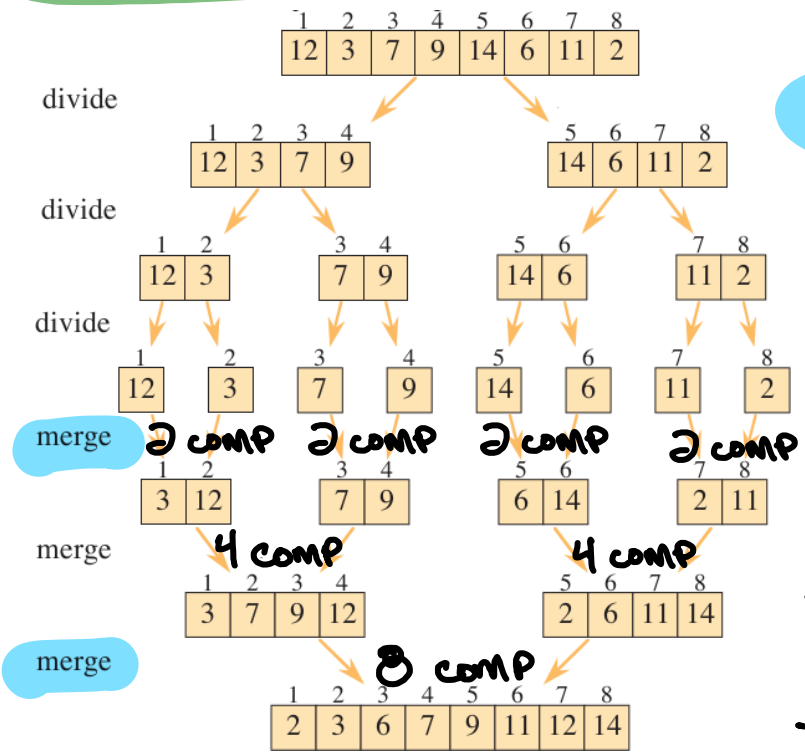 1 2 3 4 5 6 7 8
12 3 7 9 14 6 11 2
divide
1 2 3 4 5 6 7 8
12 3 7 9 14 6 11 2
divide
1 2 3 4 5 6 7 8
12 3 7 9 14 6 11 2
divide
1 2 3 4 5 6 7 8
12 3 7 9 14 6 11 2
merge 2 comp 2 comp 2 comp 2 comp
1 2 3 4 5 6 7 8
3 12 7 9 6 14 2 11
merge 4 comp 4 comp
1 2 3 4 5 6 7 8
3 7 9 12 2 6 11 14
merge 8 comp
1 2 3 4 5 6 7 8
2 3 6 7 9 11 12 14